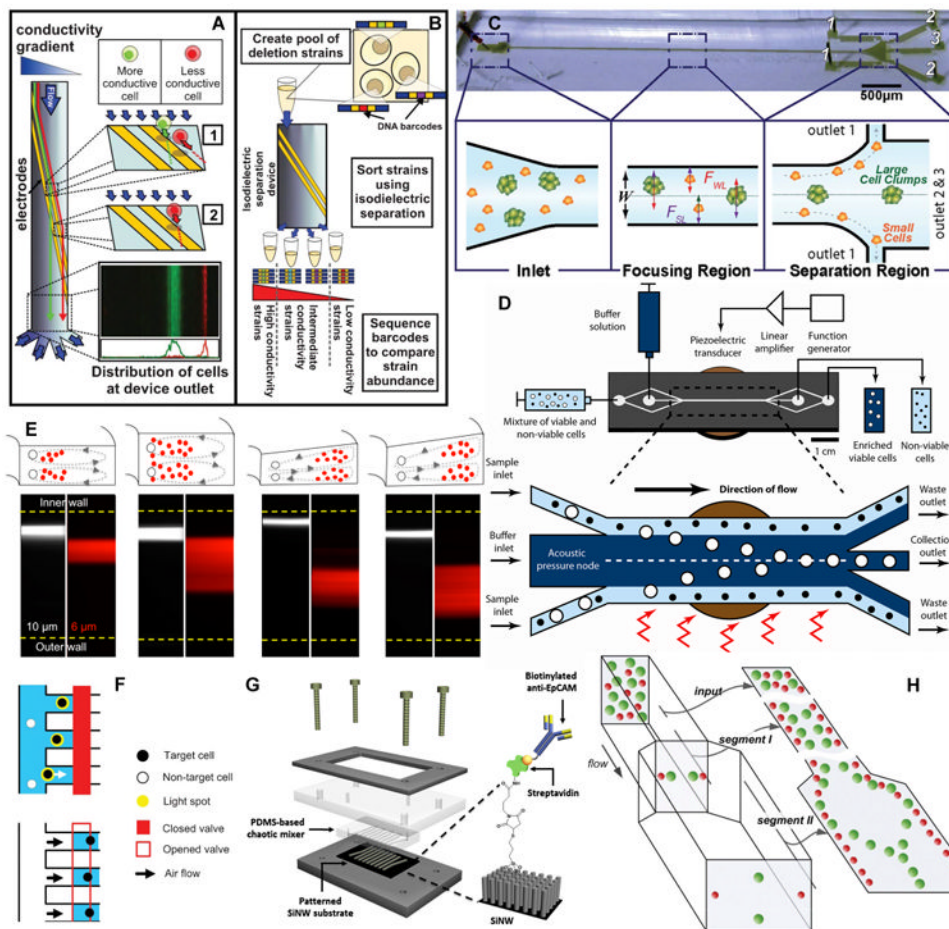 A
conductivity
gradient
More
conductive
cell
Less
conductive
cell
Flow
electrodes
1
2
Distribution of cells
at device outlet
B
Create pool of
deletion strains
DNA barcodes
Isodielectric
separation
device
Sort strains
using
isodielectric
separation
High conductivity
strains
Intermediate
conductivity
strains
Low conductivity
strains
Sequence
barcodes
to compare
strain
abundance
C
1
2
3
1
2
500μm
W
F_WL
F_SL
outlet 1
Large
Cell Clumps
Small
Cells
outlet 1
outlet 2 & 3
Inlet
Focusing Region
Separation Region
D
Buffer
solution
Piezoelectric
transducer
Linear
amplifier
Function
generator
Mixture of viable and
non-viable cells
1 cm
Enriched
viable cells
Non-viable
cells
Sample
inlet
Direction of flow
Waste
outlet
Buffer
inlet
Acoustic
pressure node
Collection
outlet
Sample
inlet
Waste
outlet
E
Inner wall
10 μm
6 μm
Outer wall
F
Target cell
Non-target cell
Light spot
Closed valve
Opened valve
Air flow
G
Biotinylated
anti-EpCAM
Streptavidin
PDMS-based
chaotic mixer
Patterned
SiNW substrate
SiNW
H
input
segment I
flow
segment II